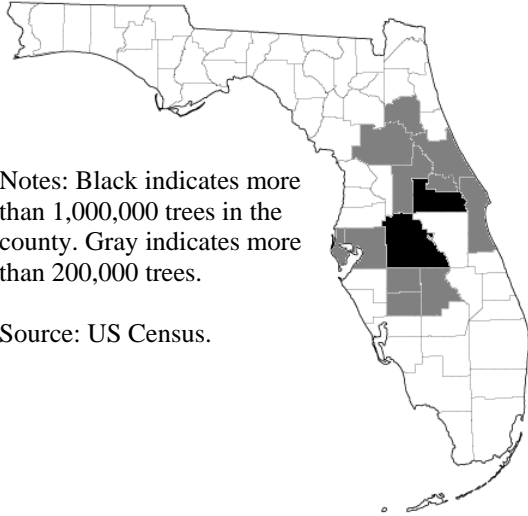 Notes: Black indicates more
than 1,000,000 trees in the
county. Gray indicates more
than 200,000 trees.
Source: US Census.